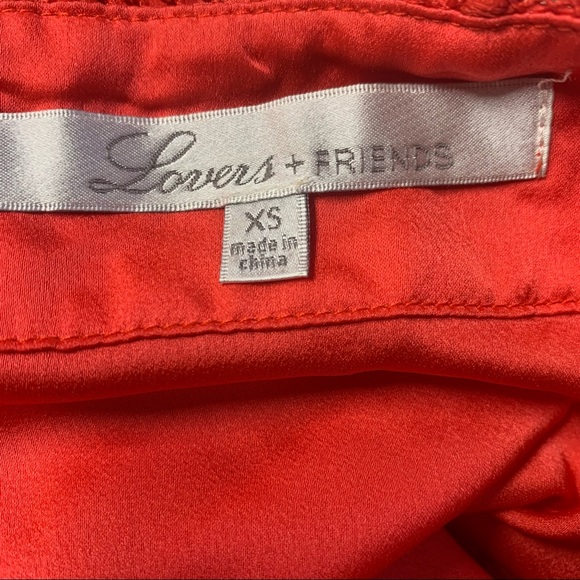 Lovers + FRIENDS
XS
made in
china